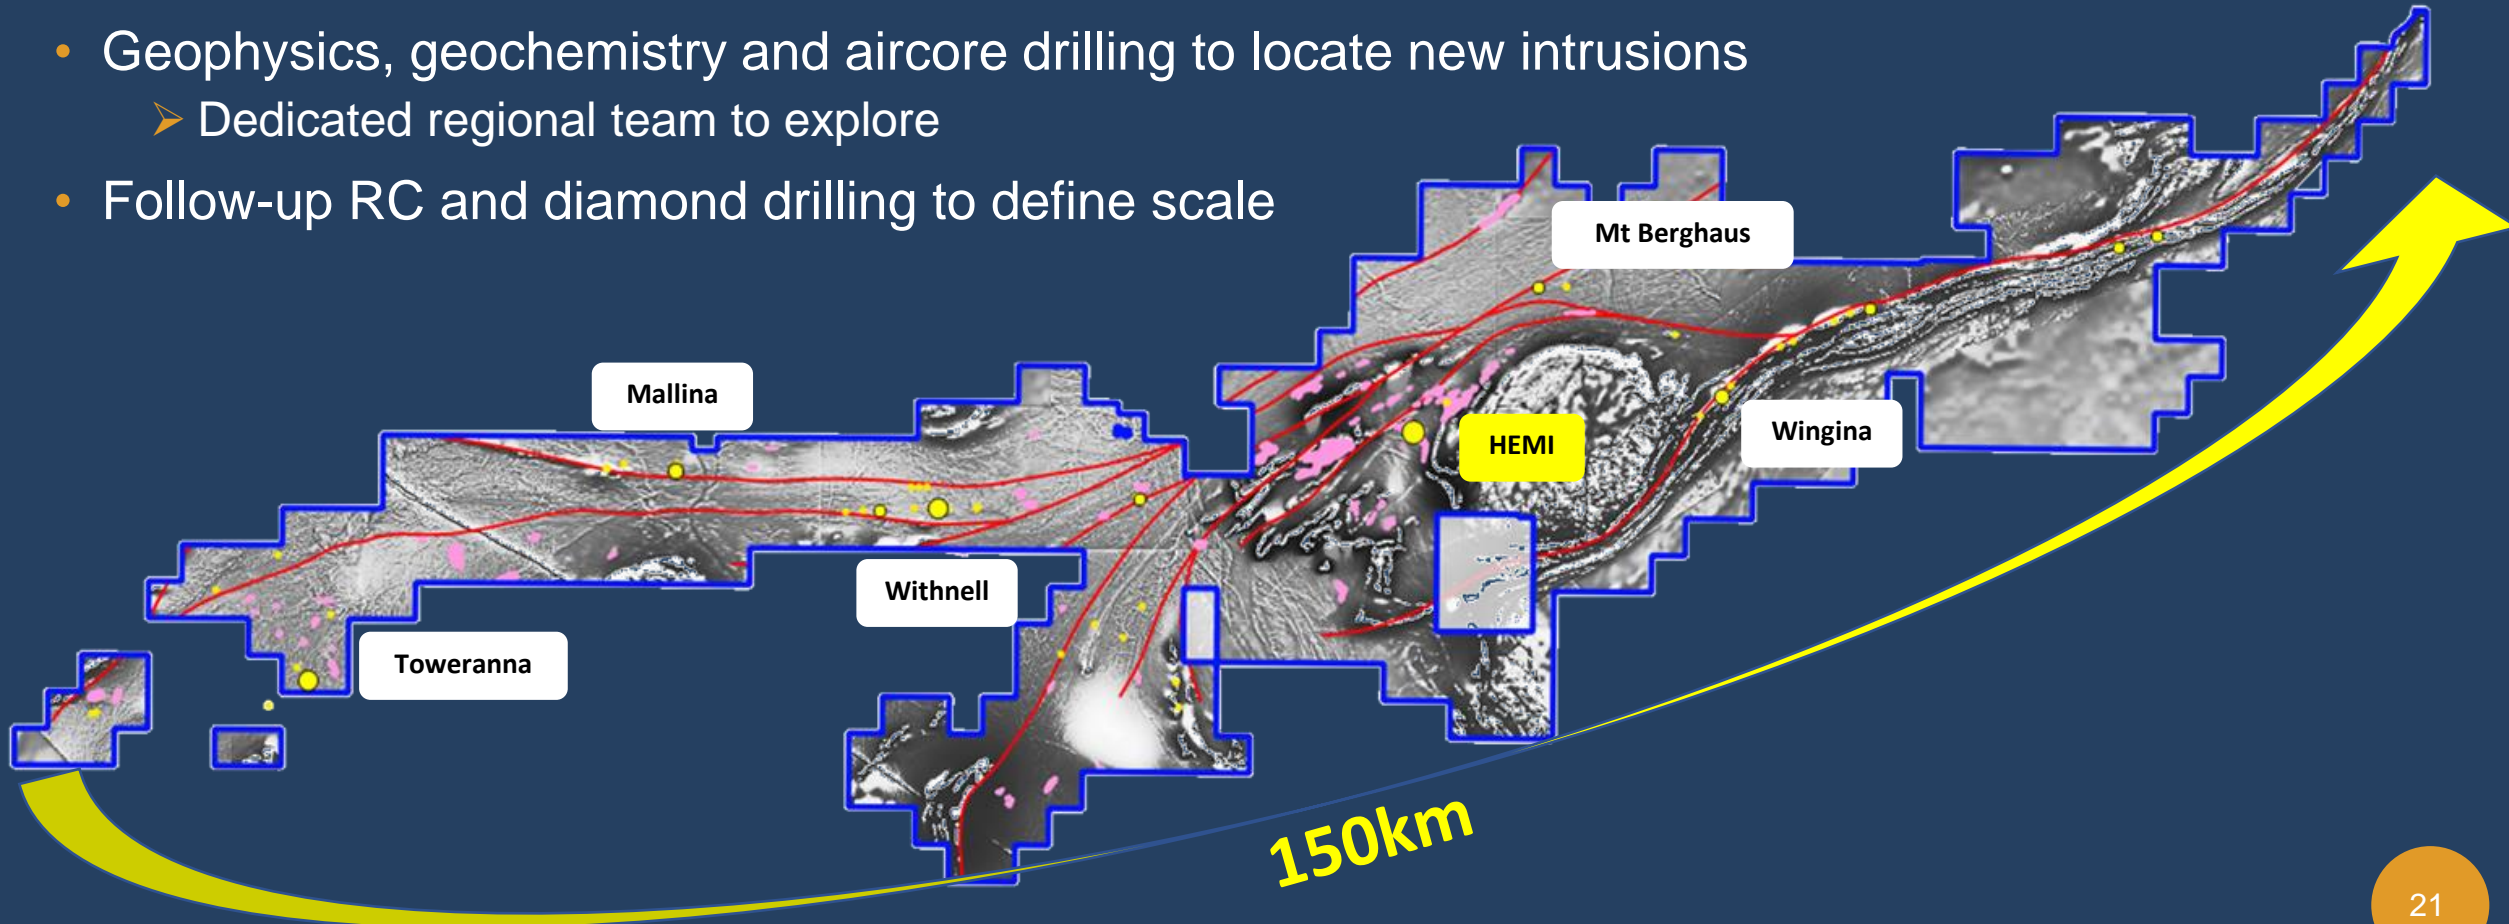 • Geophysics, geochemistry and aircore drilling to locate new intrusions
➢ Dedicated regional team to explore
• Follow-up RC and diamond drilling to define scale
Mt Berghaus
Mallina
HEMI
Wingina
Withnell
Toweranna
150km
21